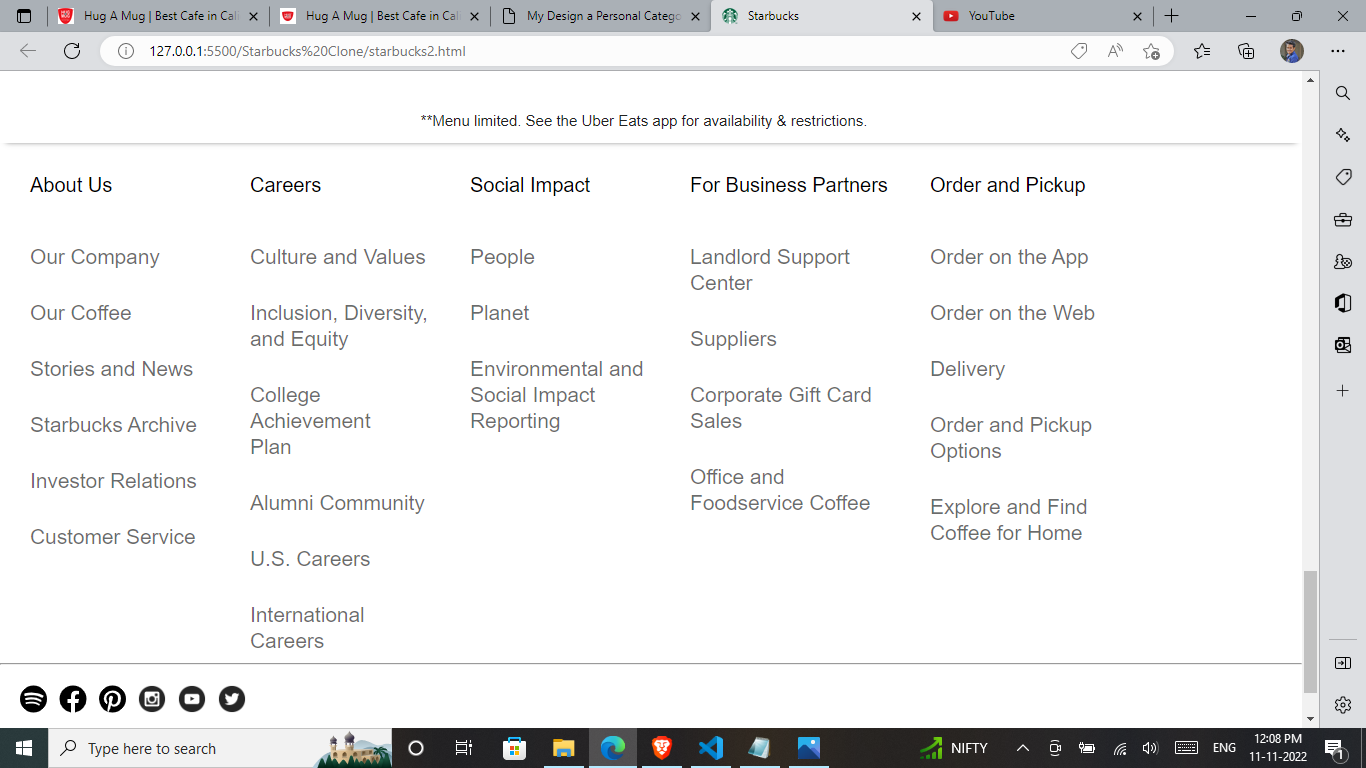 Hug A Mug | Best Cafe in Cali
Hug A Mug | Best Cafe in Cali
My Design a Personal Catego
Starbucks
YouTube
127.0.0.1:5500/Starbucks%20Clone/starbucks2.html
**Menu limited. See the Uber Eats app for availability & restrictions.
About Us
Our Company
Our Coffee
Stories and News
Starbucks Archive
Investor Relations
Customer Service
Careers
Culture and Values
Inclusion, Diversity,
and Equity
College
Achievement
Plan
Alumni Community
U.S. Careers
International
Careers
Social Impact
People
Planet
Environmental and
Social Impact
Reporting
For Business Partners
Landlord Support
Center
Suppliers
Corporate Gift Card
Sales
Office and
Foodservice Coffee
Order and Pickup
Order on the App
Order on the Web
Delivery
Order and Pickup
Options
Explore and Find
Coffee for Home
Type here to search
NIFTY
ENG
12:08 PM
11-11-2022
1